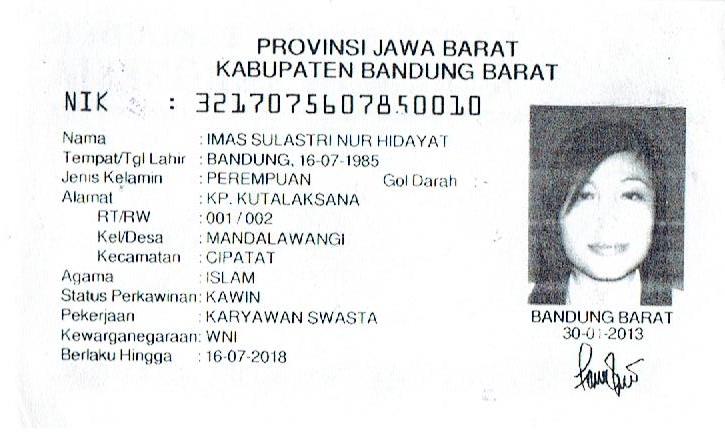 PROVINSI JAWA BARAT
KABUPATEN BANDUNG BARAT
NIK : 3217075607850010
Nama : IMAS SULASTRI NUR HIDAYAT
Tempat/Tgl Lahir : BANDUNG, 16-07-1985
Jenis Kelamin : PEREMPUAN Gol Darah : -
Alamat : KP. KUTALAKSANA
RT/RW : 001 / 002
Kel/Desa : MANDALAWANGI
Kecamatan : CIPATAT
Agama : ISLAM
Status Perkawinan: KAWIN
Pekerjaan : KARYAWAN SWASTA
Kewarganegaraan: WNI
Berlaku Hingga : 16-07-2018
BANDUNG BARAT
30-01-2013